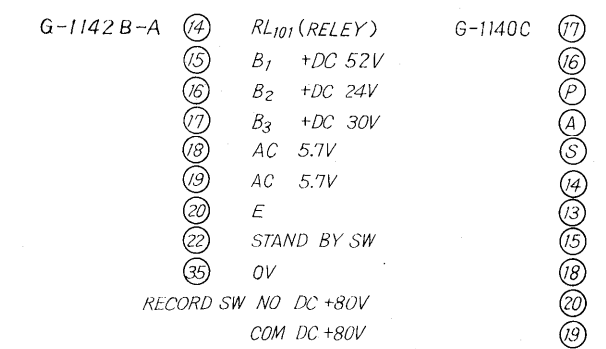 G-1142B-A 14 RL101 (RELEY) G-1140C 17
15 B1 +DC 52V 16
16 B2 +DC 24V P
17 B3 +DC 30V A
18 AC 5.7V S
19 AC 5.7V 14
20 E 13
22 STAND BY SW 15
35 0V 18
RECORD SW NO DC +80V 20
COM DC +80V 19